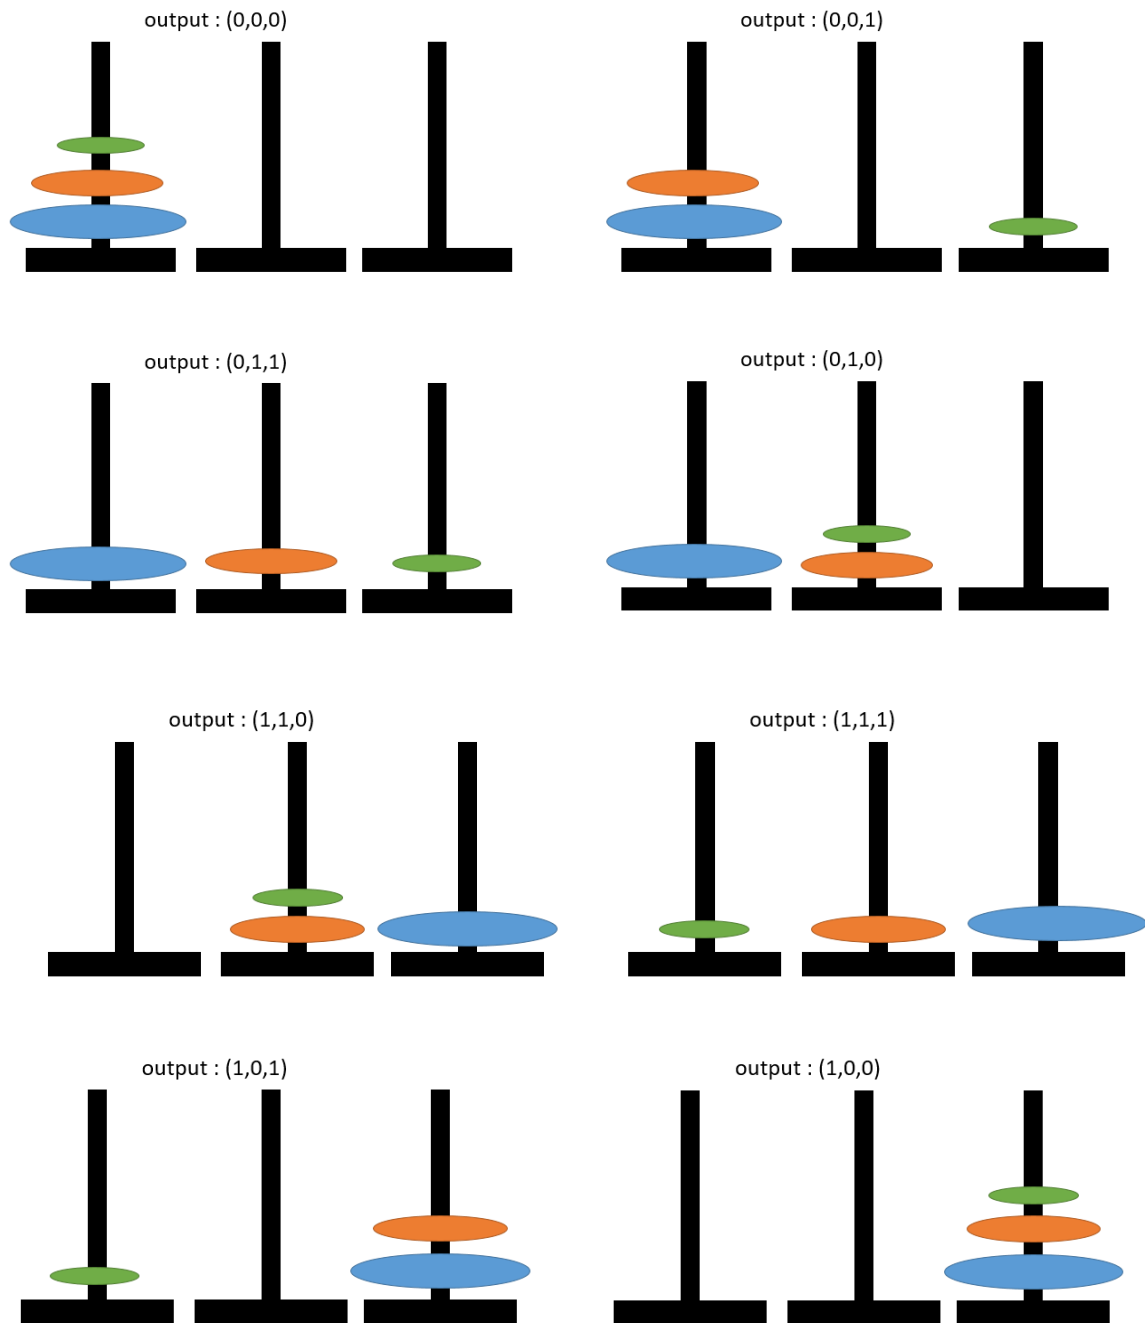 output : (0,0,0)
output : (0,0,1)
output : (0,1,1)
output : (0,1,0)
output : (1,1,0)
output : (1,1,1)
output : (1,0,1)
output : (1,0,0)